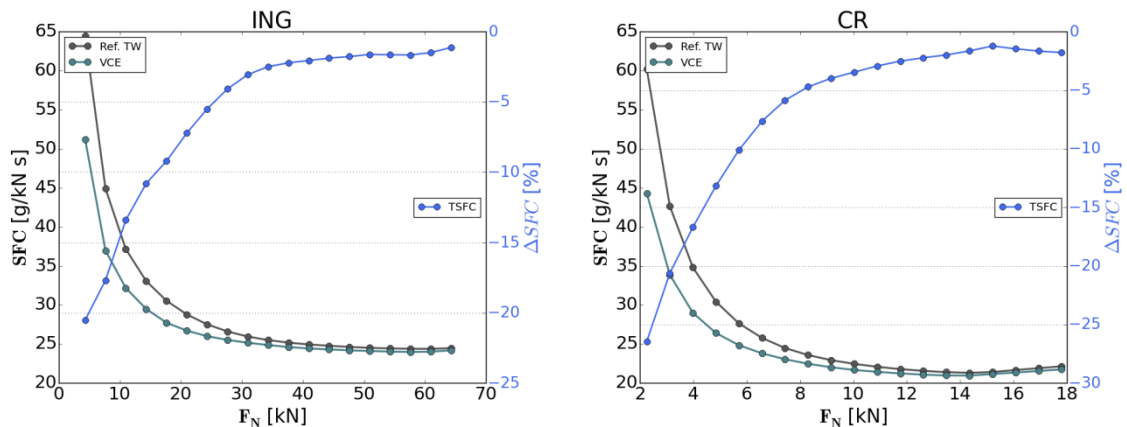 ING
65
60
55
50
45
40
35
30
25
20
SFC [g/kN s]
Ref. TW
VCE
TSFC
0
−5
−10
−15
−20
−25
ΔSFC [%]
0 10 20 30 40 50 60 70
F_N [kN]
CR
65
60
55
50
45
40
35
30
25
20
SFC [g/kN s]
Ref. TW
VCE
TSFC
0
−5
−10
−15
−20
−25
−30
ΔSFC [%]
2 4 6 8 10 12 14 16 18
F_N [kN]